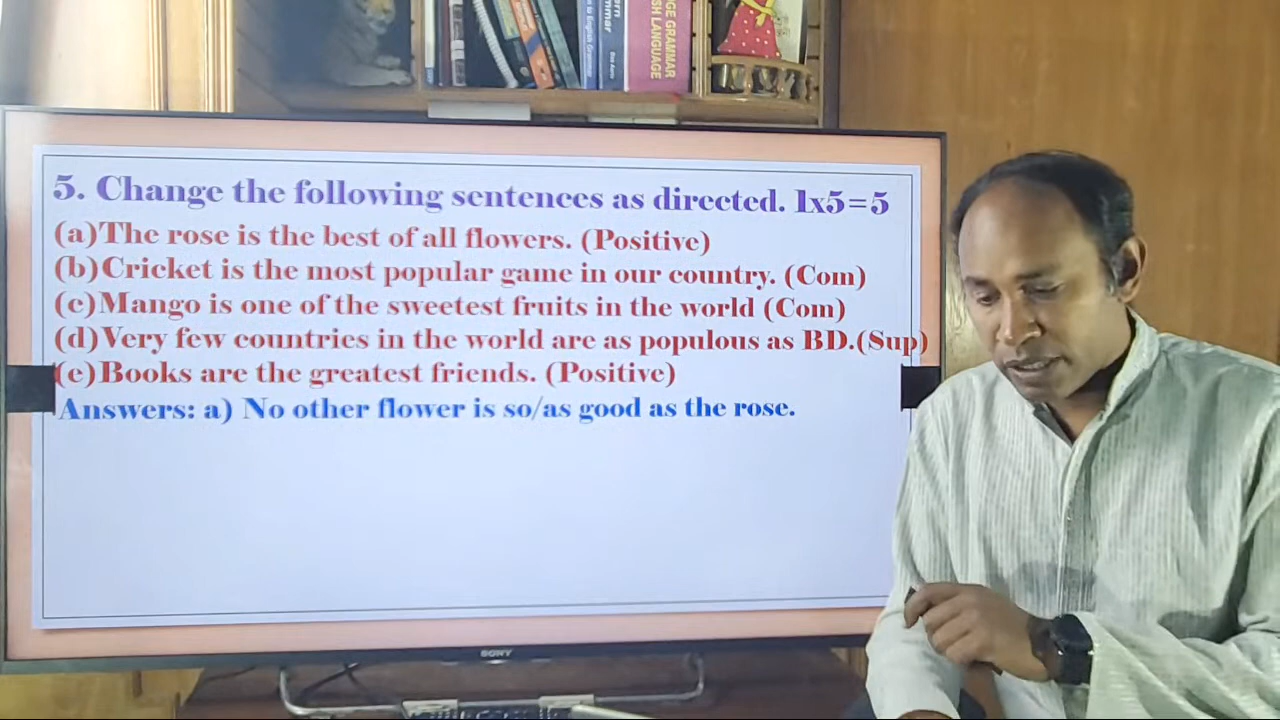 GE GRAMMAR
SH LANGUAGE
5. Change the following sentences as directed. 1x5=5
(a)The rose is the best of all flowers. (Positive)
(b)Cricket is the most popular game in our country. (Com)
(c)Mango is one of the sweetest fruits in the world (Com)
(d)Very few countries in the world are as populous as BD.(Sup)
(e)Books are the greatest friends. (Positive)
Answers: a) No other flower is so/as good as the rose.
SONY